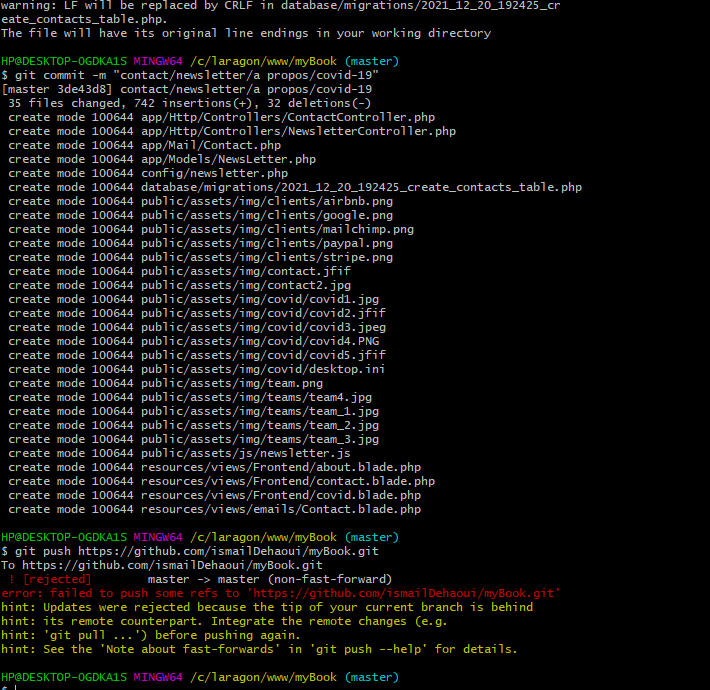 warning: LF will be replaced by CRLF in database/migrations/2021_12_20_192425_cr
eate_contacts_table.php.
The file will have its original line endings in your working directory
HP@DESKTOP-OGDKA1S MINGW64 /c/laragon/www/myBook (master)
$ git commit -m "contact/newsletter/a propos/covid-19"
[master 3de43d8] contact/newsletter/a propos/covid-19
35 files changed, 742 insertions(+), 32 deletions(-)
create mode 100644 app/Http/Controllers/ContactController.php
create mode 100644 app/Http/Controllers/NewsletterController.php
create mode 100644 app/Mail/Contact.php
create mode 100644 app/Models/NewsLetter.php
create mode 100644 config/newsletter.php
create mode 100644 database/migrations/2021_12_20_192425_create_contacts_table.php
create mode 100644 public/assets/img/clients/airbnb.png
create mode 100644 public/assets/img/clients/google.png
create mode 100644 public/assets/img/clients/mailchimp.png
create mode 100644 public/assets/img/clients/paypal.png
create mode 100644 public/assets/img/clients/stripe.png
create mode 100644 public/assets/img/contact.jfif
create mode 100644 public/assets/img/contact2.jpg
create mode 100644 public/assets/img/covid/covid1.jpg
create mode 100644 public/assets/img/covid/covid2.jfif
create mode 100644 public/assets/img/covid/covid3.jpeg
create mode 100644 public/assets/img/covid/covid4.PNG
create mode 100644 public/assets/img/covid/covid5.jfif
create mode 100644 public/assets/img/covid/desktop.ini
create mode 100644 public/assets/img/team.png
create mode 100644 public/assets/img/teams/team4.jpg
create mode 100644 public/assets/img/teams/team_1.jpg
create mode 100644 public/assets/img/teams/team_2.jpg
create mode 100644 public/assets/img/teams/team_3.jpg
create mode 100644 public/assets/js/newsletter.js
create mode 100644 resources/views/Frontend/about.blade.php
create mode 100644 resources/views/Frontend/contact.blade.php
create mode 100644 resources/views/Frontend/covid.blade.php
create mode 100644 resources/views/emails/Contact.blade.php
HP@DESKTOP-OGDKA1S MINGW64 /c/laragon/www/myBook (master)
$ git push https://github.com/ismailDehaoui/myBook.git
To https://github.com/ismailDehaoui/myBook.git
! [rejected] master -> master (non-fast-forward)
error: failed to push some refs to 'https://github.com/ismailDehaoui/myBook.git'
hint: Updates were rejected because the tip of your current branch is behind
hint: its remote counterpart. Integrate the remote changes (e.g.
hint: 'git pull ...') before pushing again.
hint: See the 'Note about fast-forwards' in 'git push --help' for details.
HP@DESKTOP-OGDKA1S MINGW64 /c/laragon/www/myBook (master)
$